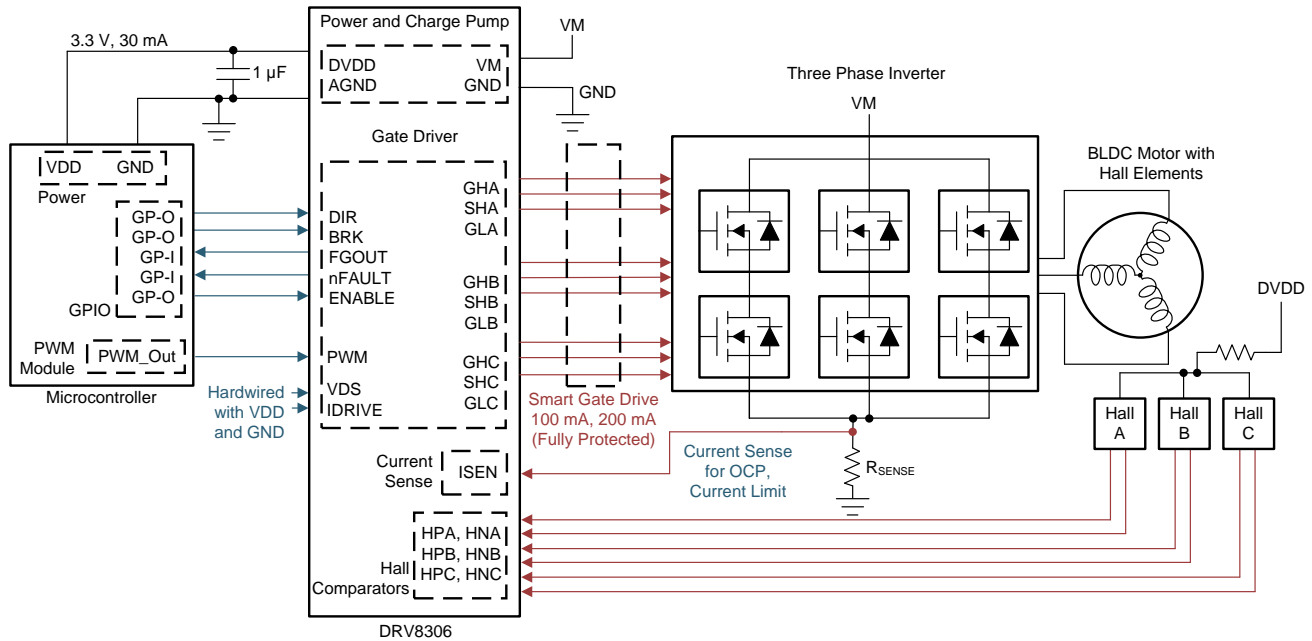 Power and Charge Pump
VM
3.3 V, 30 mA
1 µF
DVDD
VM
AGND
GND
GND
Three Phase Inverter
VM
Gate Driver
BLDC Motor with
Hall Elements
VDD
GND
Power
GP-O
GP-O
GP-I
GP-I
GP-O
GPIO
PWM
Module
PWM_Out
Microcontroller
DIR
BRK
FGOUT
nFAULT
ENABLE
PWM
VDS
IDRIVE
Hardwired
with VDD
and GND
GHA
SHA
GLA
GHB
SHB
GLB
GHC
SHC
GLC
Smart Gate Drive
100 mA, 200 mA
(Fully Protected)
DVDD
Hall
A
Hall
B
Hall
C
Current
Sense
ISEN
Current Sense
for OCP,
Current Limit
RSENSE
HPA, HNA
HPB, HNB
HPC, HNC
Hall
Comparators
DRV8306